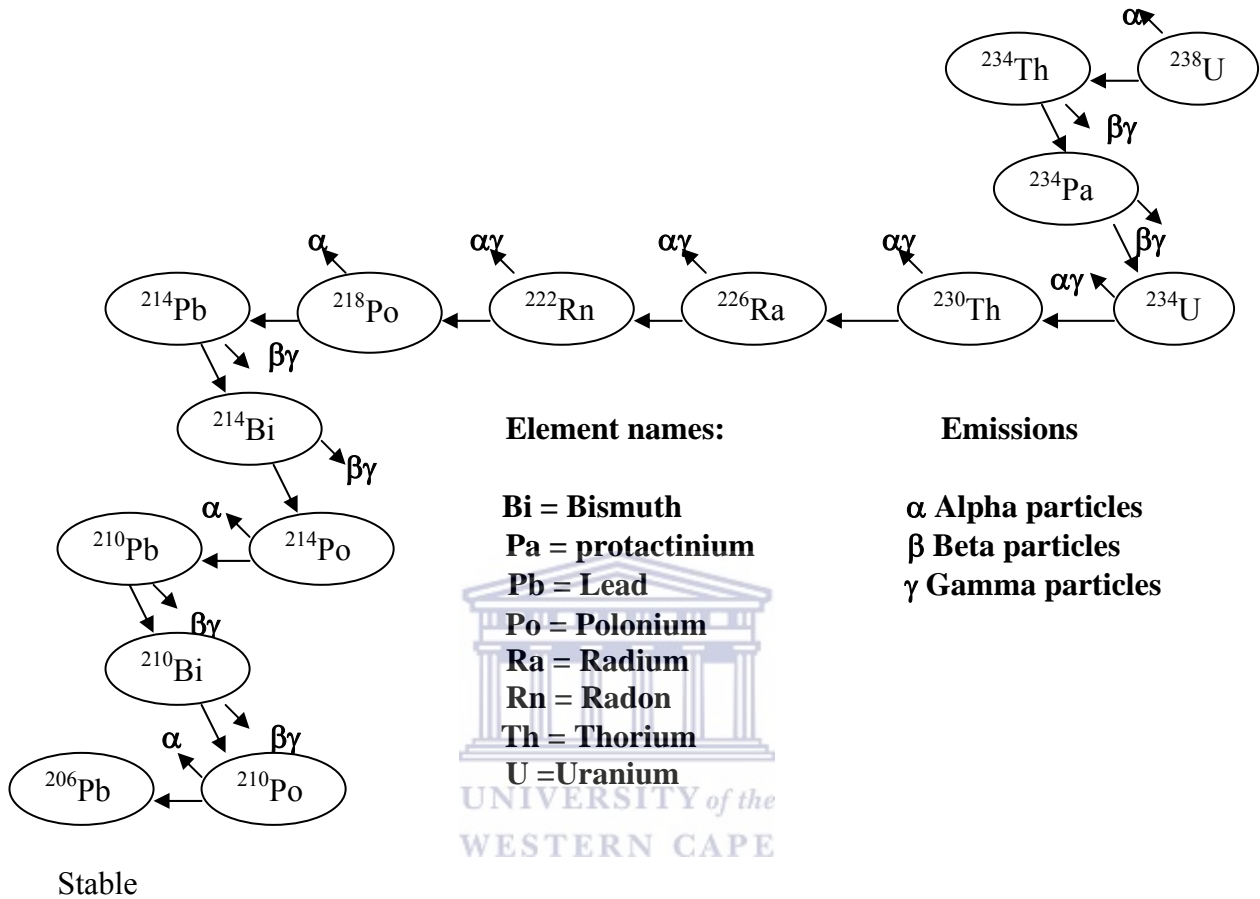 α
²³⁴Th ²³⁸U
βγ
²³⁴Pa
α αγ αγ αγ βγ
αγ
²¹⁴Pb ²¹⁸Po ²²²Rn ²²⁶Ra ²³⁰Th ²³⁴U
βγ
²¹⁴Bi
βγ
α
²¹⁰Pb ²¹⁴Po
βγ
²¹⁰Bi
α βγ
²⁰⁶Pb ²¹⁰Po
Stable
Element names:
Bi = Bismuth
Pa = protactinium
Pb = Lead
Po = Polonium
Ra = Radium
Rn = Radon
Th = Thorium
U =Uranium
Emissions
α Alpha particles
β Beta particles
γ Gamma particles
UNIVERSITY of the
WESTERN CAPE